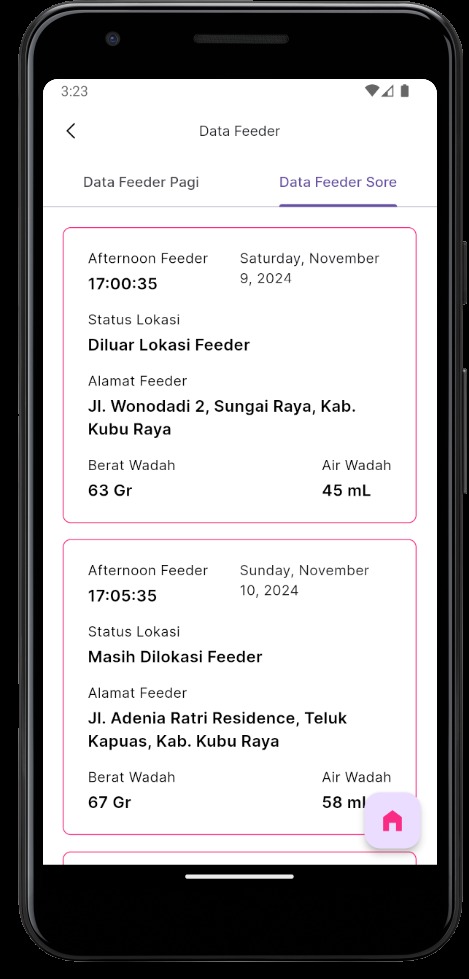 3:23
Data Feeder
Data Feeder Pagi
Data Feeder Sore
Afternoon Feeder
Saturday, November
9, 2024
17:00:35
Status Lokasi
Diluar Lokasi Feeder
Alamat Feeder
Jl. Wonodadi 2, Sungai Raya, Kab.
Kubu Raya
Berat Wadah
Air Wadah
63 Gr
45 mL
Afternoon Feeder
Sunday, November
10, 2024
17:05:35
Status Lokasi
Masih Dilokasi Feeder
Alamat Feeder
Jl. Adenia Ratri Residence, Teluk
Kapuas, Kab. Kubu Raya
Berat Wadah
Air Wadah
67 Gr
58